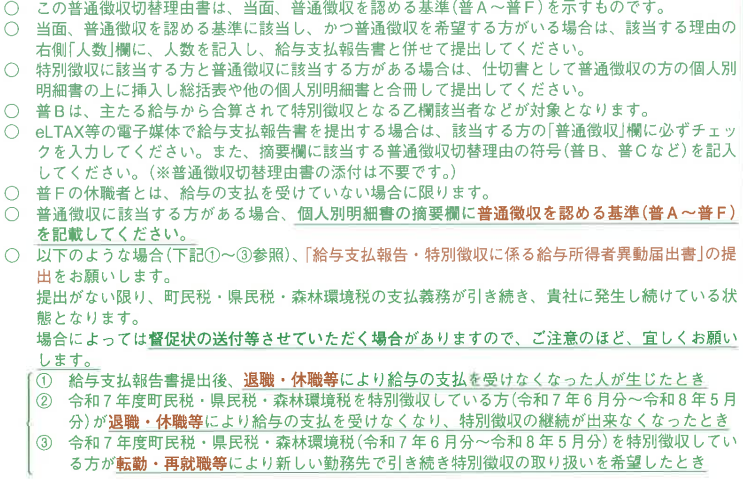 ○ この普通徴収切替理由書は、当面、普通徴収を認める基準(普Ａ～普Ｆ)を示すものです。
○ 当面、普通徴収を認める基準に該当し、かつ普通徴収を希望する方がいる場合は、該当する理由の
右側「人数」欄に、人数を記入し、給与支払報告書と併せて提出してください。
○ 特別徴収に該当する方と普通徴収に該当する方がある場合は、仕切書として普通徴収の方の個人別
明細書の上に挿入し総括表や他の個人別明細書と合冊して提出してください。
○ 普Ｂは、主たる給与から合算されて特別徴収となる乙欄該当者などが対象となります。
○ eLTAX等の電子媒体で給与支払報告書を提出する場合は、該当する方の「普通徴収」欄に必ずチェッ
クを入力してください。また、摘要欄に該当する普通徴収切替理由の符号(普Ｂ、普Ｃなど)を記入
してください。(※普通徴収切替理由書の添付は不要です。)
○ 普Ｆの休職者とは、給与の支払を受けていない場合に限ります。
○ 普通徴収に該当する方がある場合、個人別明細書の摘要欄に普通徴収を認める基準(普Ａ～普Ｆ)
を記載してください。
○ 以下のような場合(下記①～③参照)、「給与支払報告・特別徴収に係る給与所得者異動届出書」の提
出をお願いします。
提出がない限り、町民税・県民税・森林環境税の支払義務が引き続き、貴社に発生し続けている状
態となります。
場合によっては督促状の送付等させていただく場合がありますので、ご注意のほど、宜しくお願い
します。
① 給与支払報告書提出後、退職・休職等により給与の支払を受けなくなった人が生じたとき
② 令和７年度町民税・県民税・森林環境税を特別徴収している方(令和７年６月分～令和８年５月
分)が退職・休職等により給与の支払を受けなくなり、特別徴収の継続が出来なくなったとき
③ 令和７年度町民税・県民税・森林環境税(令和７年６月分～令和８年５月分)を特別徴収してい
る方が転勤・再就職等により新しい勤務先で引き続き特別徴収の取り扱いを希望したとき